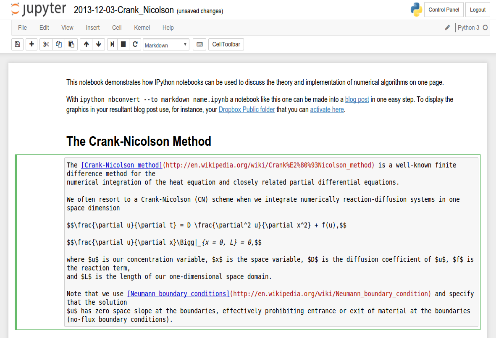 jupyter 2013-12-03-Crank_Nicolson (unsaved changes)
Control Panel Logout
File Edit View Insert Cell Kernel Help Python 3
Markdown CellToolbar
This notebook demonstrates how IPython notebooks can be used to discuss the theory and implementation of numerical algorithms on one page.
With ipython nbconvert --to markdown name.ipynb a notebook like this one can be made into a blog post in one easy step. To display the
graphics in your resultant blog post use, for instance, your Dropbox Public folder that you can activate here.
The Crank-Nicolson Method
The [Crank-Nicolson method](http://en.wikipedia.org/wiki/Crank%E2%80%93Nicolson_method) is a well-known finite
difference method for the
numerical integration of the heat equation and closely related partial differential equations.
We often resort to a Crank-Nicolson (CN) scheme when we integrate numerically reaction-diffusion systems in one
space dimension
$$\frac{\partial u}{\partial t} = D \frac{\partial^2 u}{\partial x^2} + f(u),$$
$$\frac{\partial u}{\partial x}\Bigg|_{x = 0, L} = 0,$$
where $u$ is our concentration variable, $x$ is the space variable, $D$ is the diffusion coefficient of $u$, $f$ is
the reaction term,
and $L$ is the length of our one-dimensional space domain.
Note that we use [Neumann boundary conditions](http://en.wikipedia.org/wiki/Neumann_boundary_condition) and specify
that the solution
$u$ has zero space slope at the boundaries, effectively prohibiting entrance or exit of material at the boundaries
(no-flux boundary conditions).